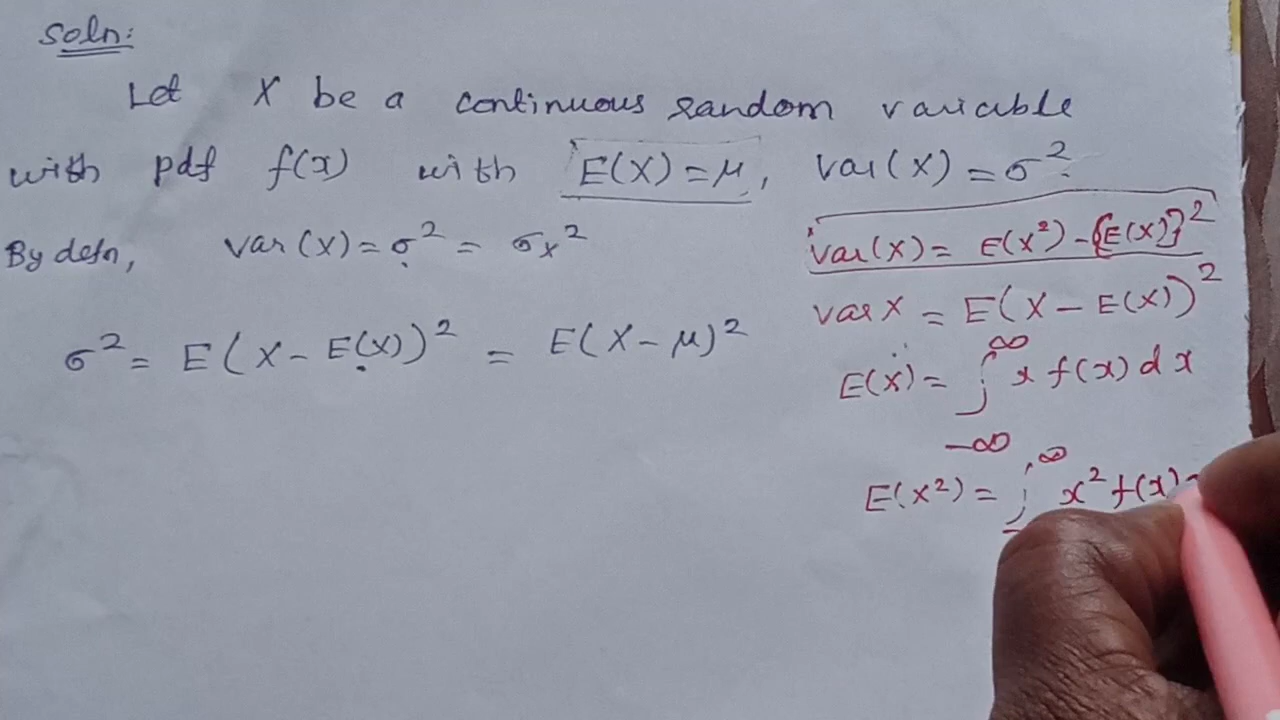 Soln:
Let X be a continuous random variable
with pdf f(x) with E(X) = μ, var(X) = σ².
By defn, var(X) = σ² = σx²
σ² = E(X - E(X))² = E(X - μ)²
var(X) = E(X²) - {E(X)}²
var X = E(X - E(X))²
E(X) = ∫_{-∞}^{∞} x f(x) dx
E(X²) = ∫^{∞} x² f(x)